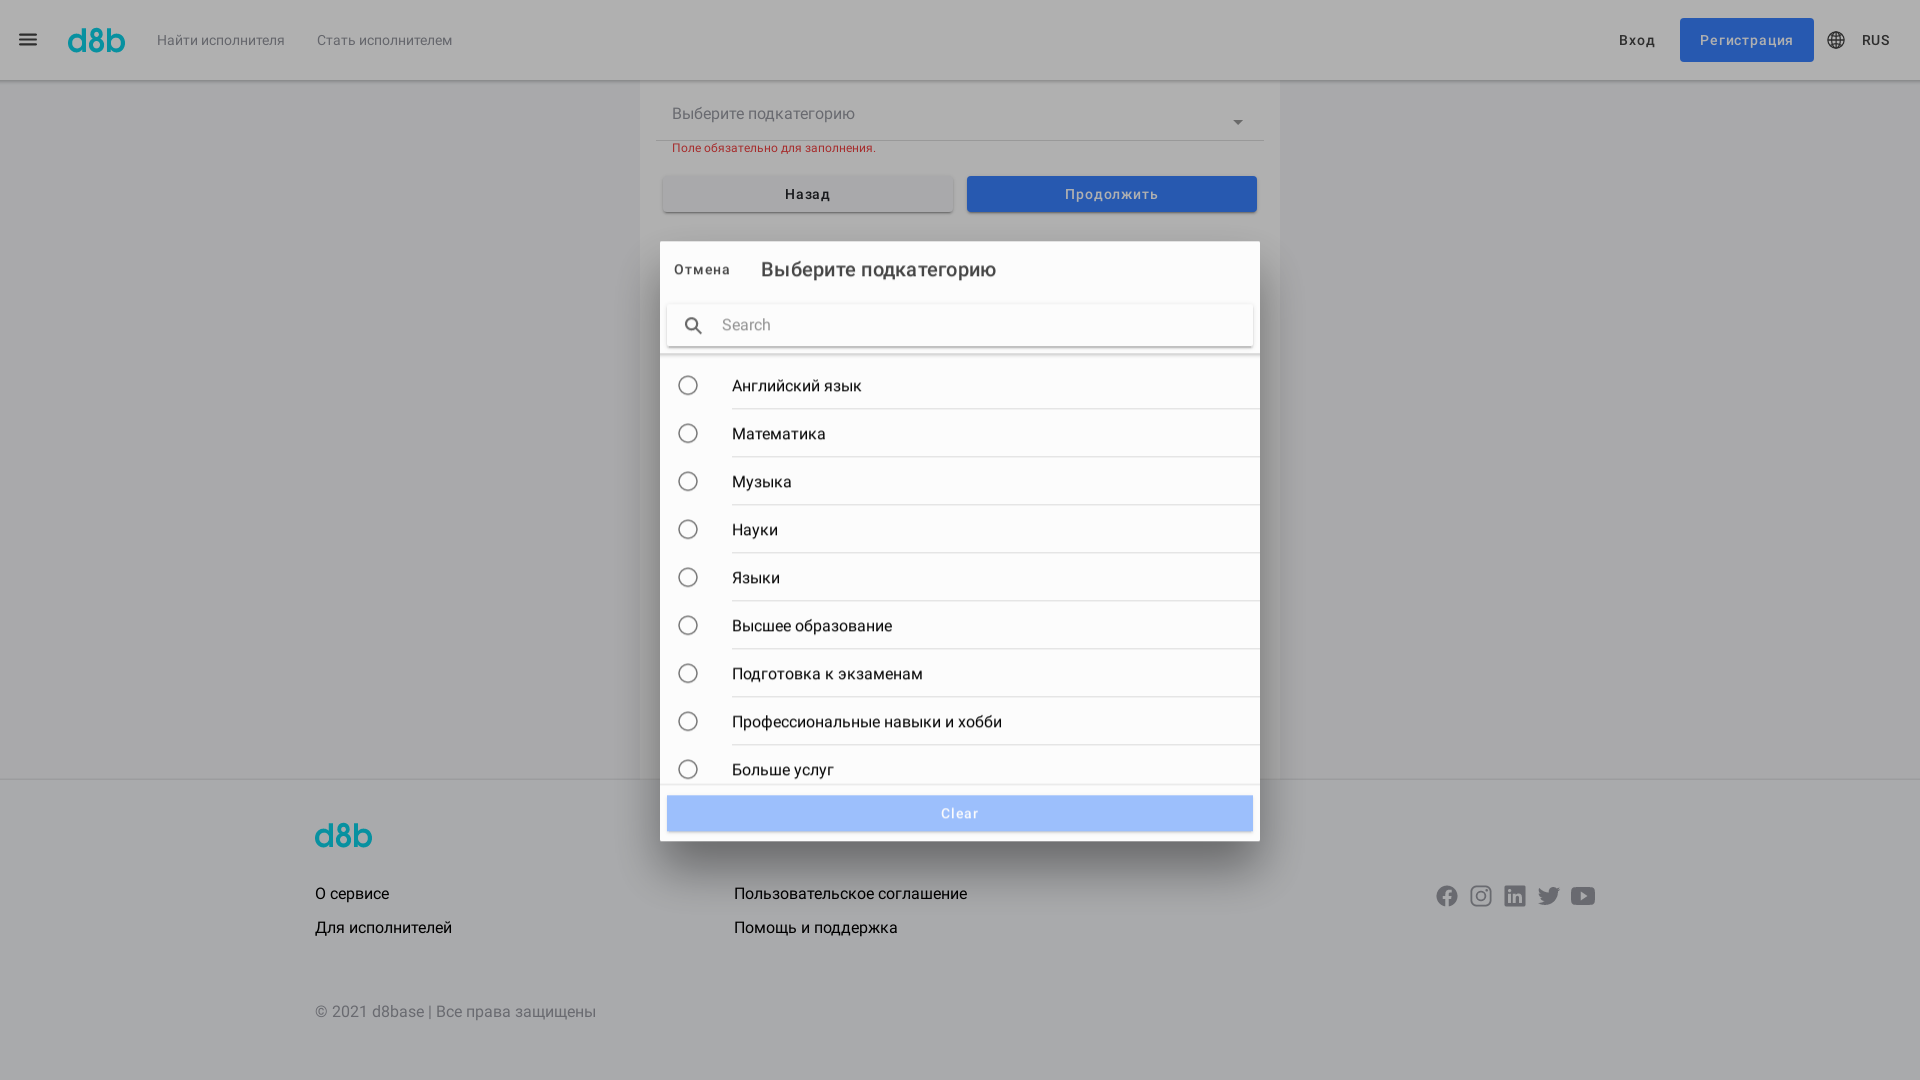 d8b
Найти исполнителя
Стать исполнителем
Вход
Регистрация
RUS
Выберите подкатегорию
Поле обязательно для заполнения.
Назад
Продолжить
Отмена
Выберите подкатегорию
Search
Английский язык
Математика
Музыка
Науки
Языки
Высшее образование
Подготовка к экзаменам
Профессиональные навыки и хобби
Больше услуг
Clear
d8b
О сервисе
Для исполнителей
Пользовательское соглашение
Помощь и поддержка
© 2021 d8base | Все права защищены